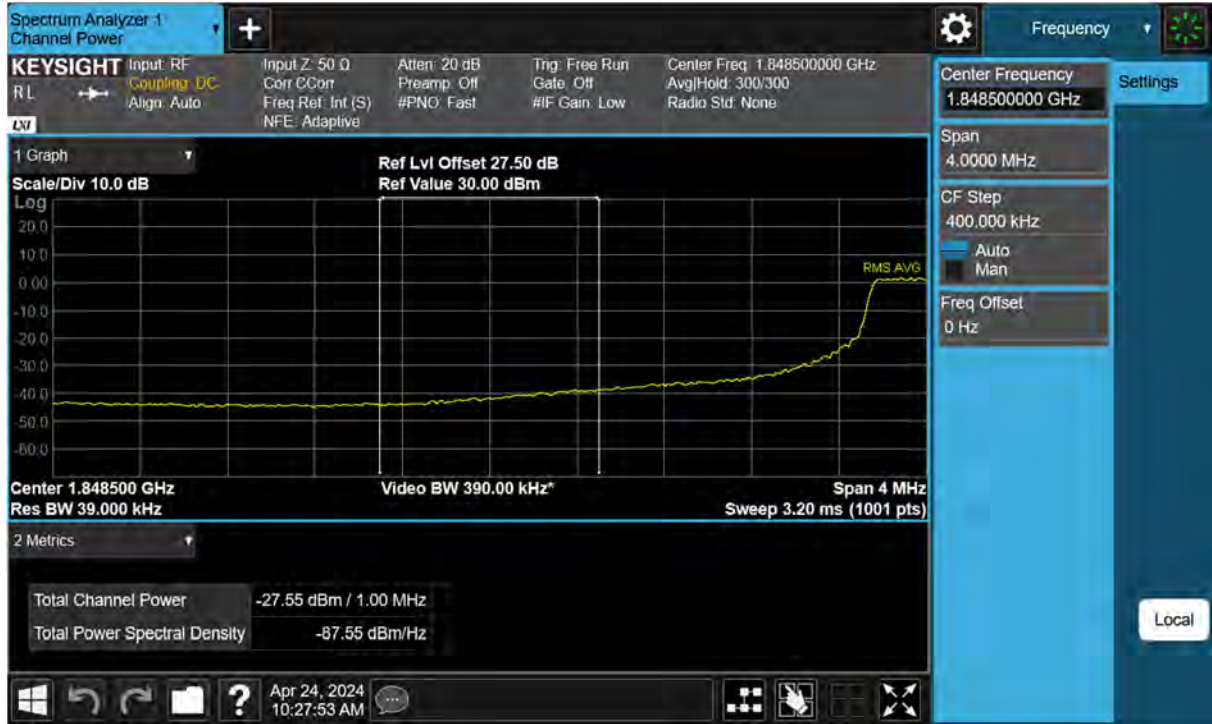 Spectrum Analyzer 1
Channel Power
+
Frequency
KEYSIGHT
RL
LXI
Input: RF
Coupling: DC
Align: Auto
Input Z: 50 Ω
Corr CCorr
Freq Ref: Int (S)
NFE: Adaptive
Atten: 20 dB
Preamp: Off
#PNO: Fast
Trig: Free Run
Gate: Off
#IF Gain: Low
Center Freq: 1.848500000 GHz
Avg|Hold: 300/300
Radio Std: None
Center Frequency
1.848500000 GHz
Settings
Span
4.0000 MHz
CF Step
400.000 kHz
Auto
Man
Freq Offset
0 Hz
1 Graph
Scale/Div 10.0 dB
Ref Lvl Offset 27.50 dB
Ref Value 30.00 dBm
Log
20.0
10.0
0.00
-10.0
-20.0
-30.0
-40.0
-50.0
-60.0
RMS AVG
Center 1.848500 GHz
Res BW 39.000 kHz
Video BW 390.00 kHz*
Span 4 MHz
Sweep 3.20 ms (1001 pts)
2 Metrics
Total Channel Power -27.55 dBm / 1.00 MHz
Total Power Spectral Density -87.55 dBm/Hz
Local
?
Apr 24, 2024
10:27:53 AM